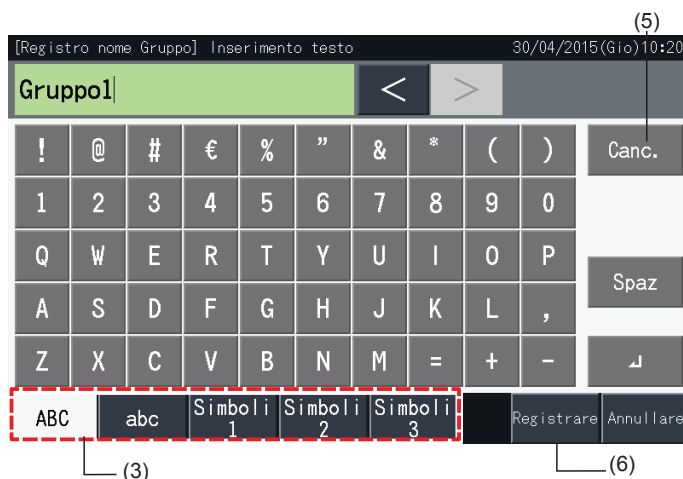 (5)
[Registro nome Gruppo] Inserimento testo 30/04/2015(Gio)10:20
Gruppo1 < >
! @ # € % ” & * ( ) Canc.
1 2 3 4 5 6 7 8 9 0
Q W E R T Y U I O P
Spaz
A S D F G H J K L ,
Z X C V B N M = + - ↵
ABC abc Simboli 1 Simboli 2 Simboli 3 Registrare Annullare
(3) (6)